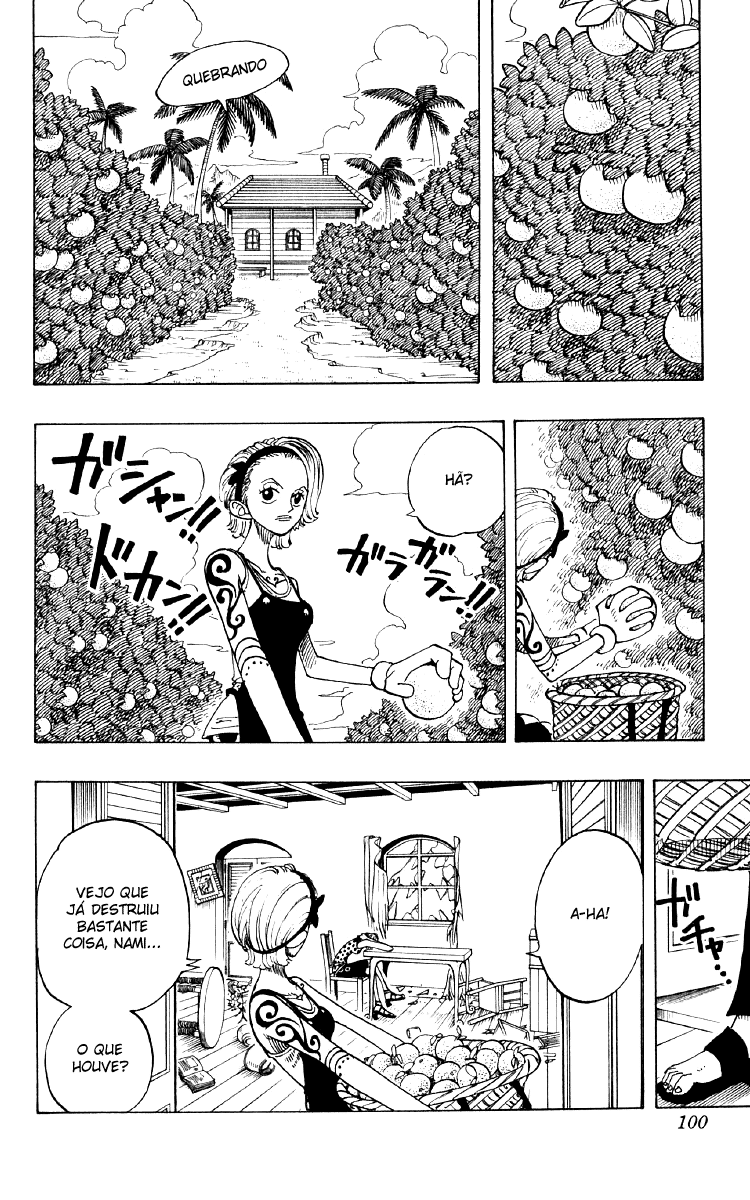 QUEBRANDO
HÃ?
ガラ
ガラン!!
ガシャン!!
ドカン!!
ガチャ...
A-HA!
VEJO QUE
JÁ DESTRUIU
BASTANTE
COISA, NAMI...
O QUE
HOUVE?
100